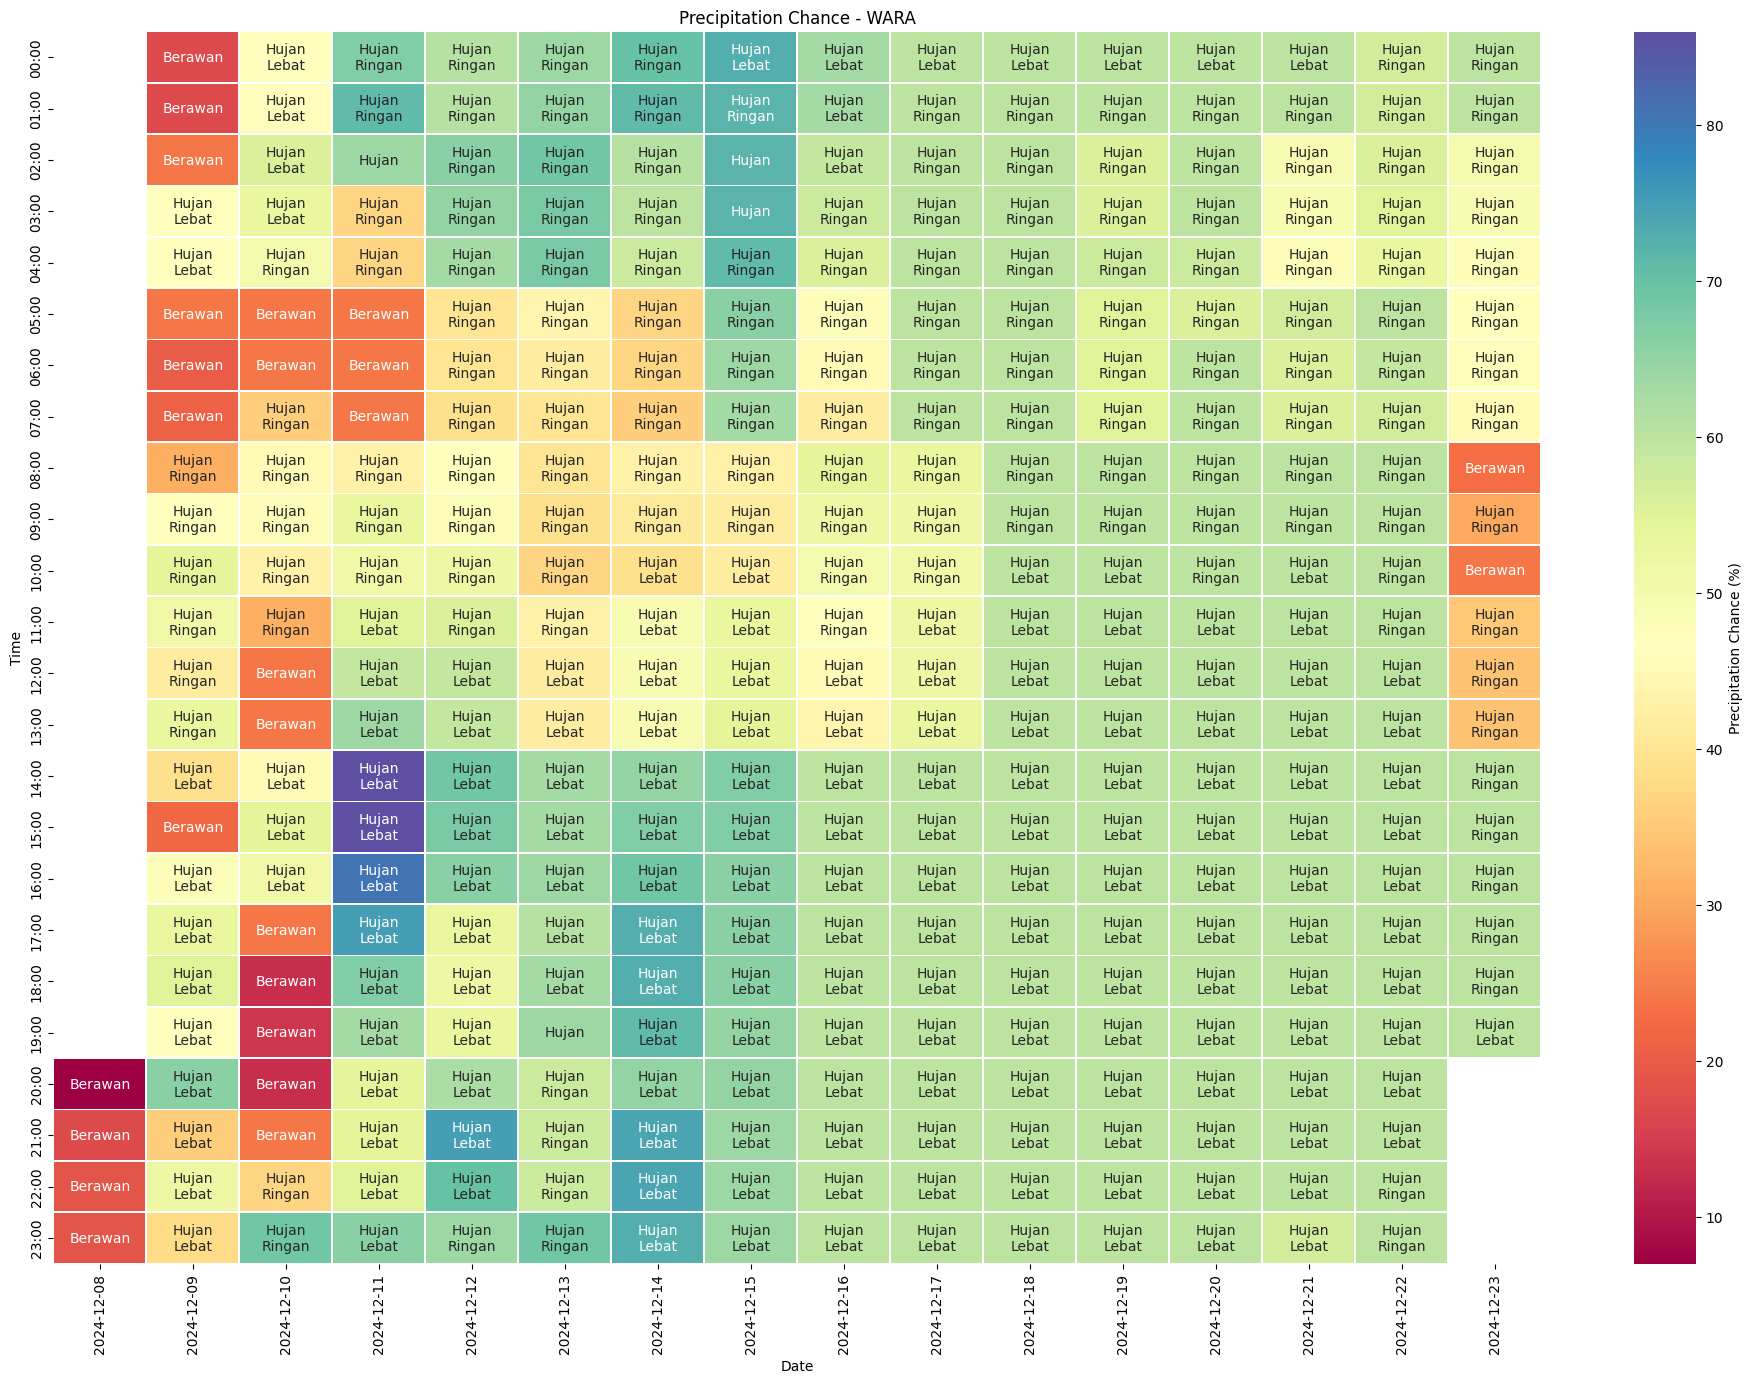 Precipitation Chance - WARA
00:00 Berawan Hujan Lebat Hujan Ringan Hujan Ringan Hujan Ringan Hujan Ringan Hujan Lebat Hujan Lebat Hujan Lebat Hujan Lebat Hujan Lebat Hujan Lebat Hujan Lebat Hujan Ringan Hujan Ringan
01:00 Berawan Hujan Lebat Hujan Ringan Hujan Ringan Hujan Ringan Hujan Ringan Hujan Ringan Hujan Lebat Hujan Ringan Hujan Ringan Hujan Ringan Hujan Ringan Hujan Ringan Hujan Ringan Hujan Ringan
02:00 Berawan Hujan Lebat Hujan Hujan Ringan Hujan Ringan Hujan Ringan Hujan Hujan Lebat Hujan Ringan Hujan Ringan Hujan Ringan Hujan Ringan Hujan Ringan Hujan Ringan Hujan Ringan
03:00 Hujan Lebat Hujan Lebat Hujan Ringan Hujan Ringan Hujan Ringan Hujan Ringan Hujan Hujan Ringan Hujan Ringan Hujan Ringan Hujan Ringan Hujan Ringan Hujan Ringan Hujan Ringan Hujan Ringan
04:00 Hujan Lebat Hujan Ringan Hujan Ringan Hujan Ringan Hujan Ringan Hujan Ringan Hujan Ringan Hujan Ringan Hujan Ringan Hujan Ringan Hujan Ringan Hujan Ringan Hujan Ringan Hujan Ringan Hujan Ringan
05:00 Berawan Berawan Berawan Hujan Ringan Hujan Ringan Hujan Ringan Hujan Ringan Hujan Ringan Hujan Ringan Hujan Ringan Hujan Ringan Hujan Ringan Hujan Ringan Hujan Ringan Hujan Ringan
06:00 Berawan Berawan Berawan Hujan Ringan Hujan Ringan Hujan Ringan Hujan Ringan Hujan Ringan Hujan Ringan Hujan Ringan Hujan Ringan Hujan Ringan Hujan Ringan Hujan Ringan Hujan Ringan
07:00 Berawan Hujan Ringan Berawan Hujan Ringan Hujan Ringan Hujan Ringan Hujan Ringan Hujan Ringan Hujan Ringan Hujan Ringan Hujan Ringan Hujan Ringan Hujan Ringan Hujan Ringan Hujan Ringan
08:00 Hujan Ringan Hujan Ringan Hujan Ringan Hujan Ringan Hujan Ringan Hujan Ringan Hujan Ringan Hujan Ringan Hujan Ringan Hujan Ringan Hujan Ringan Hujan Ringan Hujan Ringan Hujan Ringan Berawan
09:00 Hujan Ringan Hujan Ringan Hujan Ringan Hujan Ringan Hujan Ringan Hujan Ringan Hujan Ringan Hujan Ringan Hujan Ringan Hujan Ringan Hujan Ringan Hujan Ringan Hujan Ringan Hujan Ringan Hujan Ringan
10:00 Hujan Ringan Hujan Ringan Hujan Ringan Hujan Ringan Hujan Ringan Hujan Lebat Hujan Lebat Hujan Ringan Hujan Ringan Hujan Lebat Hujan Lebat Hujan Ringan Hujan Lebat Hujan Ringan Berawan
11:00 Hujan Ringan Hujan Ringan Hujan Lebat Hujan Ringan Hujan Ringan Hujan Lebat Hujan Lebat Hujan Ringan Hujan Lebat Hujan Lebat Hujan Lebat Hujan Lebat Hujan Lebat Hujan Ringan Hujan Ringan
12:00 Hujan Ringan Berawan Hujan Lebat Hujan Lebat Hujan Lebat Hujan Lebat Hujan Lebat Hujan Lebat Hujan Lebat Hujan Lebat Hujan Lebat Hujan Lebat Hujan Lebat Hujan Lebat Hujan Ringan
13:00 Hujan Ringan Berawan Hujan Lebat Hujan Lebat Hujan Lebat Hujan Lebat Hujan Lebat Hujan Lebat Hujan Lebat Hujan Lebat Hujan Lebat Hujan Lebat Hujan Lebat Hujan Lebat Hujan Ringan
14:00 Hujan Lebat Hujan Lebat Hujan Lebat Hujan Lebat Hujan Lebat Hujan Lebat Hujan Lebat Hujan Lebat Hujan Lebat Hujan Lebat Hujan Lebat Hujan Lebat Hujan Lebat Hujan Lebat Hujan Ringan
15:00 Berawan Hujan Lebat Hujan Lebat Hujan Lebat Hujan Lebat Hujan Lebat Hujan Lebat Hujan Lebat Hujan Lebat Hujan Lebat Hujan Lebat Hujan Lebat Hujan Lebat Hujan Lebat Hujan Ringan
16:00 Hujan Lebat Hujan Lebat Hujan Lebat Hujan Lebat Hujan Lebat Hujan Lebat Hujan Lebat Hujan Lebat Hujan Lebat Hujan Lebat Hujan Lebat Hujan Lebat Hujan Lebat Hujan Lebat Hujan Ringan
17:00 Hujan Lebat Berawan Hujan Lebat Hujan Lebat Hujan Lebat Hujan Lebat Hujan Lebat Hujan Lebat Hujan Lebat Hujan Lebat Hujan Lebat Hujan Lebat Hujan Lebat Hujan Lebat Hujan Ringan
18:00 Hujan Lebat Berawan Hujan Lebat Hujan Lebat Hujan Lebat Hujan Lebat Hujan Lebat Hujan Lebat Hujan Lebat Hujan Lebat Hujan Lebat Hujan Lebat Hujan Lebat Hujan Lebat Hujan Ringan
19:00 Hujan Lebat Berawan Hujan Lebat Hujan Lebat Hujan Hujan Lebat Hujan Lebat Hujan Lebat Hujan Lebat Hujan Lebat Hujan Lebat Hujan Lebat Hujan Lebat Hujan Lebat Hujan Lebat
20:00 Berawan Hujan Lebat Berawan Hujan Lebat Hujan Lebat Hujan Ringan Hujan Lebat Hujan Lebat Hujan Lebat Hujan Lebat Hujan Lebat Hujan Lebat Hujan Lebat Hujan Lebat Hujan Lebat
21:00 Berawan Hujan Lebat Berawan Hujan Lebat Hujan Lebat Hujan Ringan Hujan Lebat Hujan Lebat Hujan Lebat Hujan Lebat Hujan Lebat Hujan Lebat Hujan Lebat Hujan Lebat Hujan Lebat
22:00 Berawan Hujan Lebat Hujan Ringan Hujan Lebat Hujan Lebat Hujan Ringan Hujan Lebat Hujan Lebat Hujan Lebat Hujan Lebat Hujan Lebat Hujan Lebat Hujan Lebat Hujan Lebat Hujan Ringan
23:00 Berawan Hujan Lebat Hujan Ringan Hujan Lebat Hujan Ringan Hujan Ringan Hujan Lebat Hujan Lebat Hujan Lebat Hujan Lebat Hujan Lebat Hujan Lebat Hujan Lebat Hujan Lebat Hujan Ringan
Time
2024-12-08 2024-12-09 2024-12-10 2024-12-11 2024-12-12 2024-12-13 2024-12-14 2024-12-15 2024-12-16 2024-12-17 2024-12-18 2024-12-19 2024-12-20 2024-12-21 2024-12-22 2024-12-23
Date
80
70
60
50
40
30
20
10
Precipitation Chance (%)